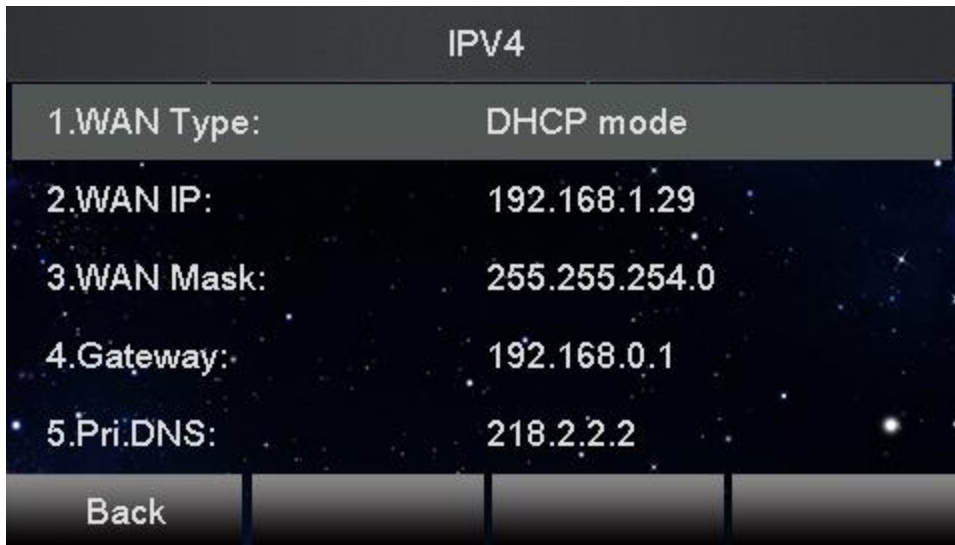 IPV4
1.WAN Type: DHCP mode
2.WAN IP: 192.168.1.29
3.WAN Mask: 255.255.254.0
4.Gateway: 192.168.0.1
5.Pri.DNS: 218.2.2.2
Back